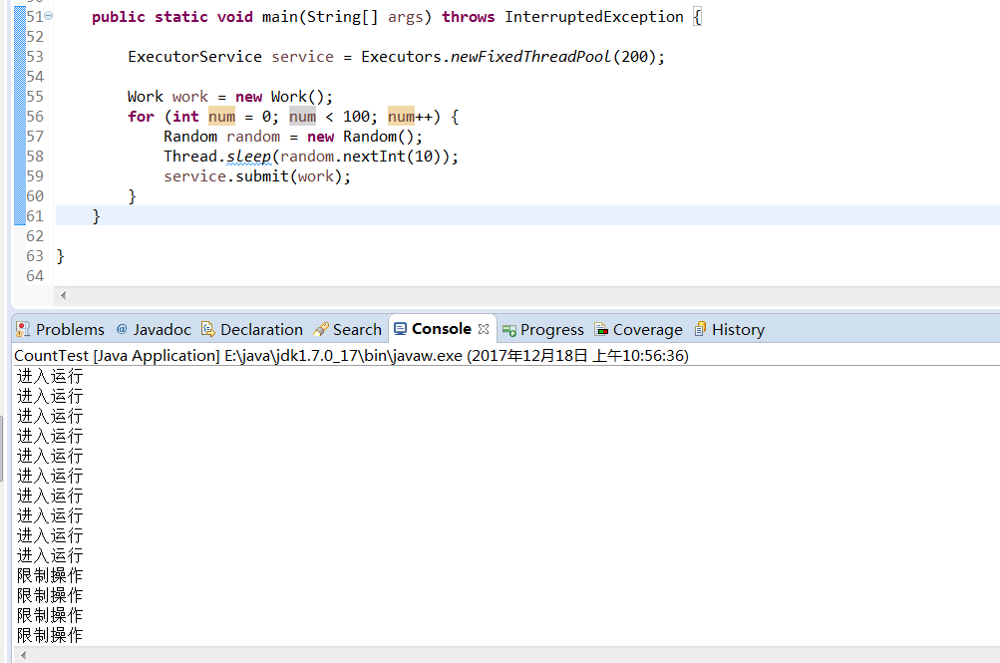 51 public static void main(String[] args) throws InterruptedException {
52
53 ExecutorService service = Executors.newFixedThreadPool(200);
54
55 Work work = new Work();
56 for (int num = 0; num < 100; num++) {
57 Random random = new Random();
58 Thread.sleep(random.nextInt(10));
59 service.submit(work);
60 }
61 }
62
63 }
64
Problems @ Javadoc Declaration Search Console Progress Coverage History
CountTest [Java Application] E:\java\jdk1.7.0_17\bin\javaw.exe (2017年12月18日 上午10:56:36)
进入运行
进入运行
进入运行
进入运行
进入运行
进入运行
进入运行
进入运行
进入运行
进入运行
限制操作
限制操作
限制操作
限制操作